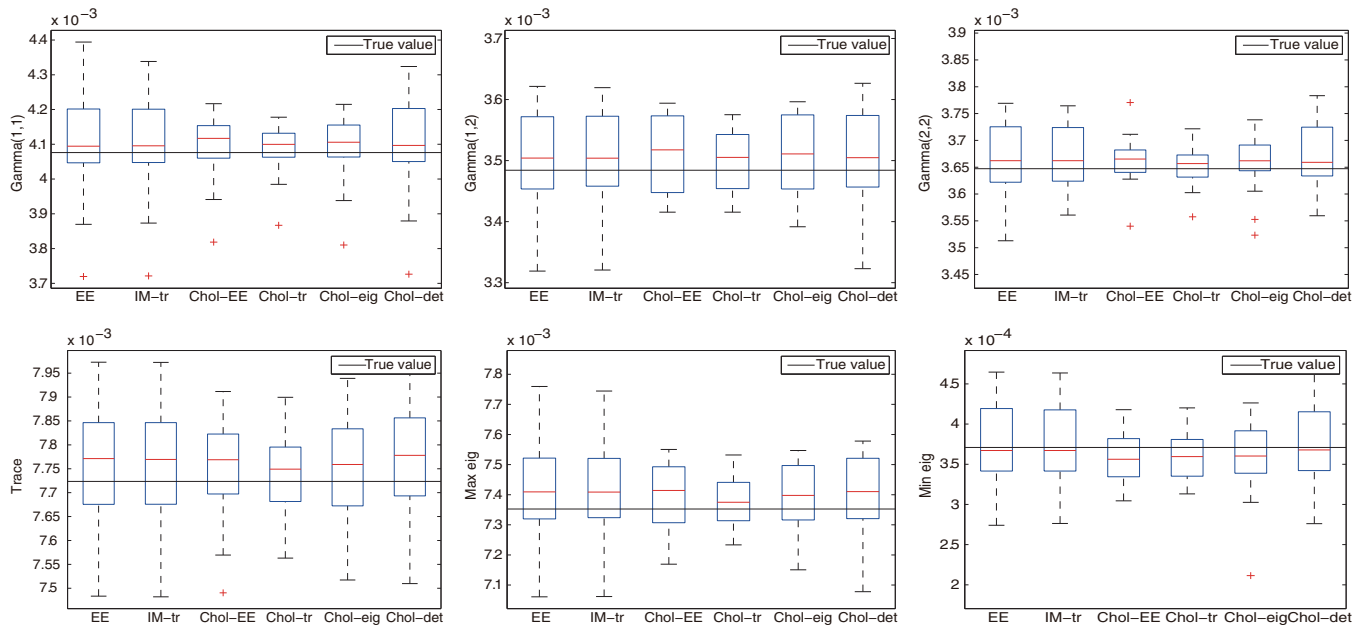 x 10 −3
4.4
4.3
4.2
4.1
4
3.9
3.8
3.7
Gamma(1,1)
True value
EE IM−tr Chol−EE Chol−tr Chol−eig Chol−det
x 10 −3
3.7
3.6
3.5
3.4
3.3
Gamma(1,2)
True value
EE IM−tr Chol−EE Chol−tr Chol−eig Chol−det
x 10 −3
3.9
3.85
3.8
3.75
3.7
3.65
3.6
3.55
3.5
3.45
Gamma(2,2)
True value
EE IM−tr Chol−EE Chol−tr Chol−eig Chol−det
x 10 −3
7.95
7.9
7.85
7.8
7.75
7.7
7.65
7.6
7.55
7.5
Trace
True value
EE IM−tr Chol−EE Chol−tr Chol−eig Chol−det
x 10 −3
7.8
7.7
7.6
7.5
7.4
7.3
7.2
7.1
Max eig
True value
EE IM−tr Chol−EE Chol−tr Chol−eig Chol−det
x 10 −4
4.5
4
3.5
3
2.5
2
Min eig
True value
EE IM−tr Chol−EE Chol−tr Chol−eig Chol−det